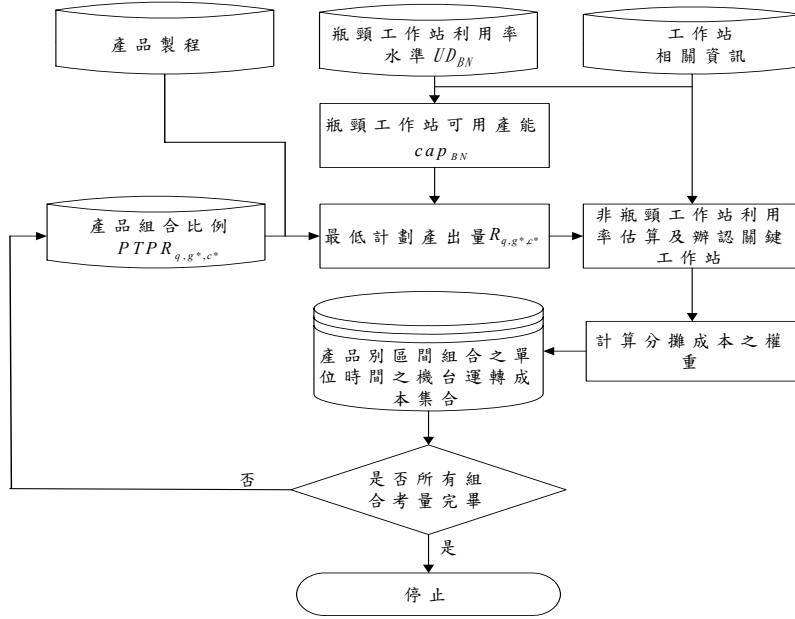 產品製程
瓶頸工作站利用率
水準UD_BN
工作站
相關資訊
瓶頸工作站可用產能
cap_BN
產品組合比例
PTPR_q,g*,c*
最低計劃產出量R_q,g*,c*
非瓶頸工作站利用
率估算及辨認關鍵
工作站
計算分攤成本之權
重
產品別區間組合之單
位時間之機台運轉成
本集合
是否所有組
合考量完畢
否
是
停止